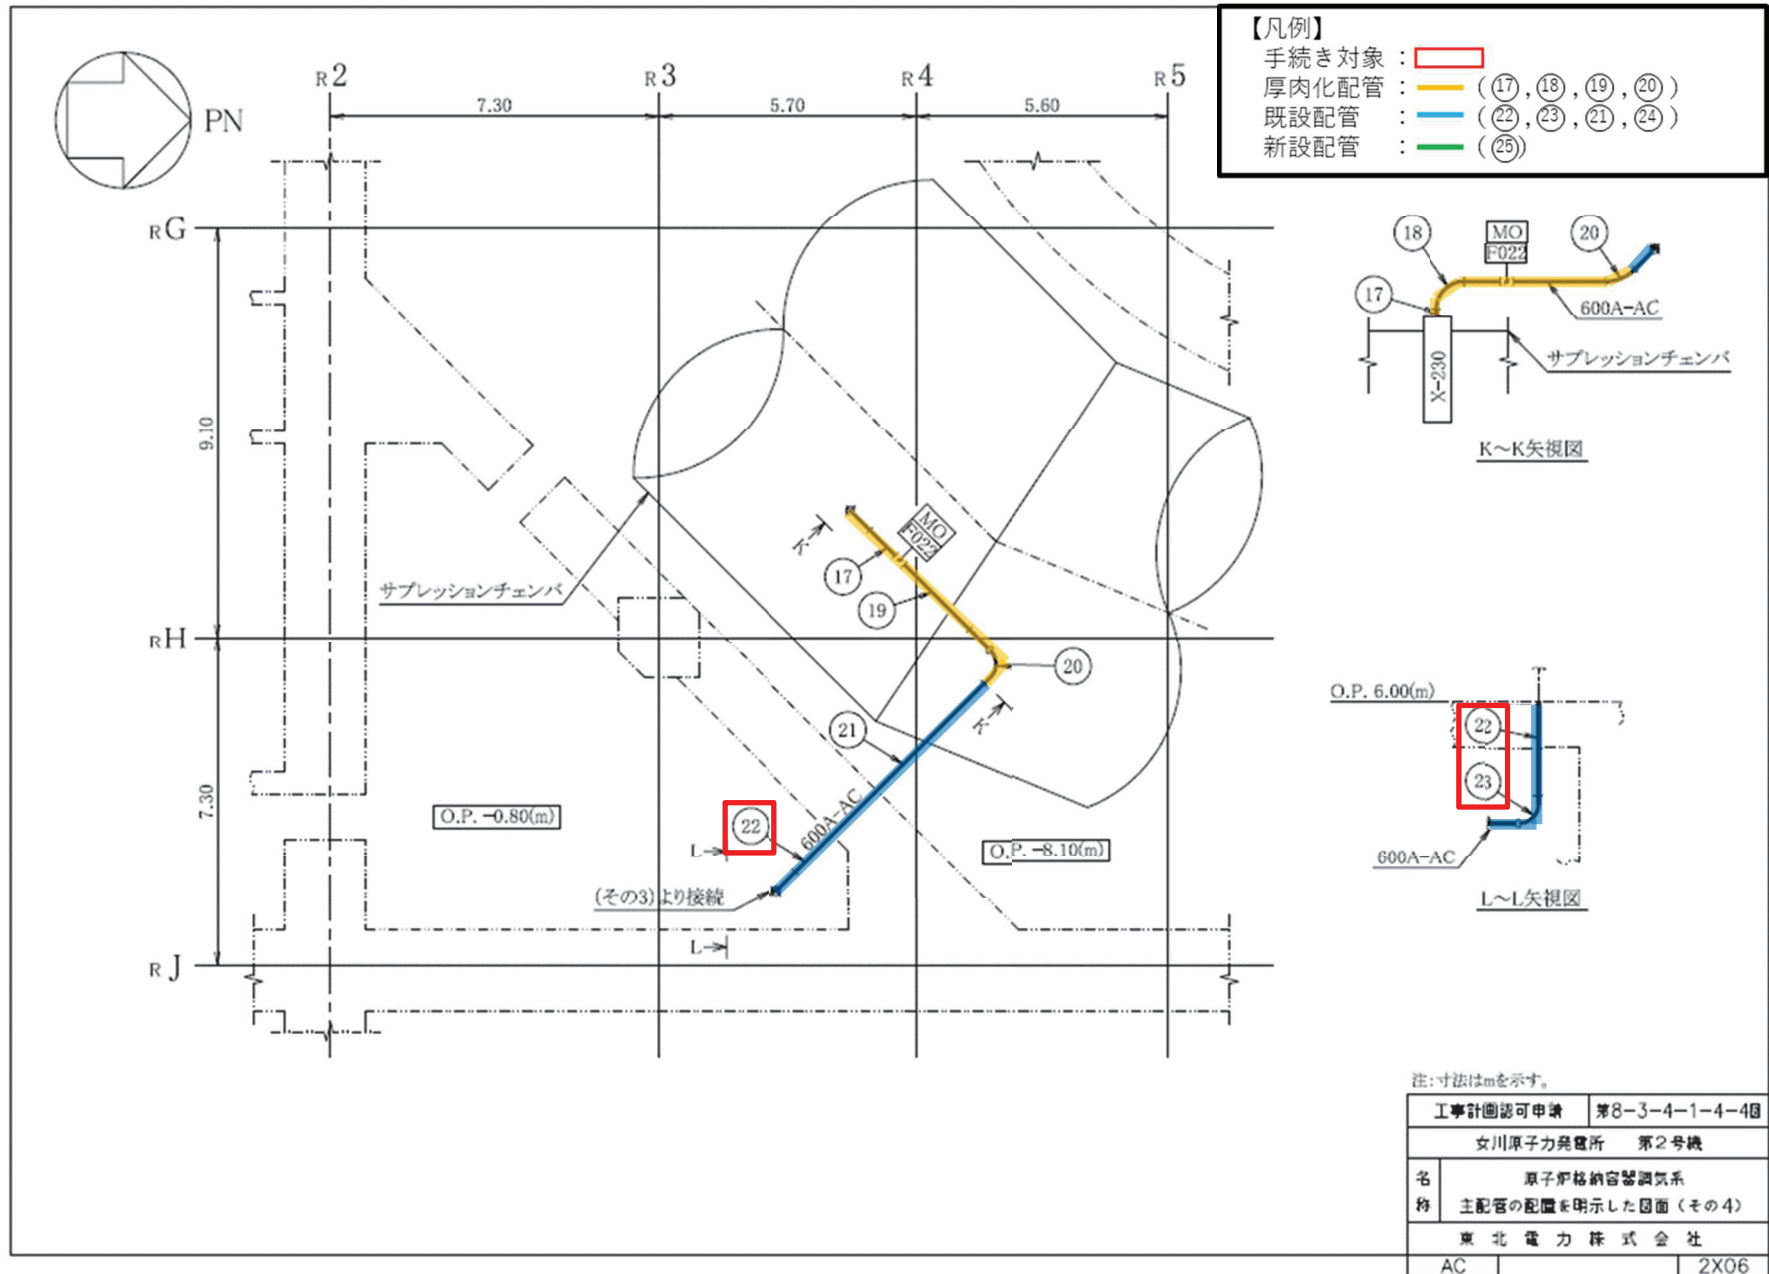 【凡例】
手続き対象 :
厚肉化配管 : (⑰,⑱,⑲,⑳)
既設配管 : (㉒,㉓,㉑,㉔)
新設配管 : (㉕)
PN
R2 R3 R4 R5
7.30 5.70 5.60
RG
9.10
RH
7.30
RJ
サプレッションチェンバ
MO
F022
K
⑰
⑲
⑳
K
㉑
㉒
600A-AC
O.P. -0.80(m)
O.P. -8.10(m)
L
(その3)より接続
L
⑱
MO
F022
⑳
⑰
600A-AC
X-230
サプレッションチェンバ
K～K矢視図
O.P. 6.00(m)
㉒
㉓
600A-AC
L～L矢視図
注:寸法はmを示す。
工事計画認可申請 第8-3-4-1-4-4図
女川原子力発電所 第2号機
名称
原子炉格納容器調気系
主配管の配置を明示した図面(その4)
東北電力株式会社
AC 2X06